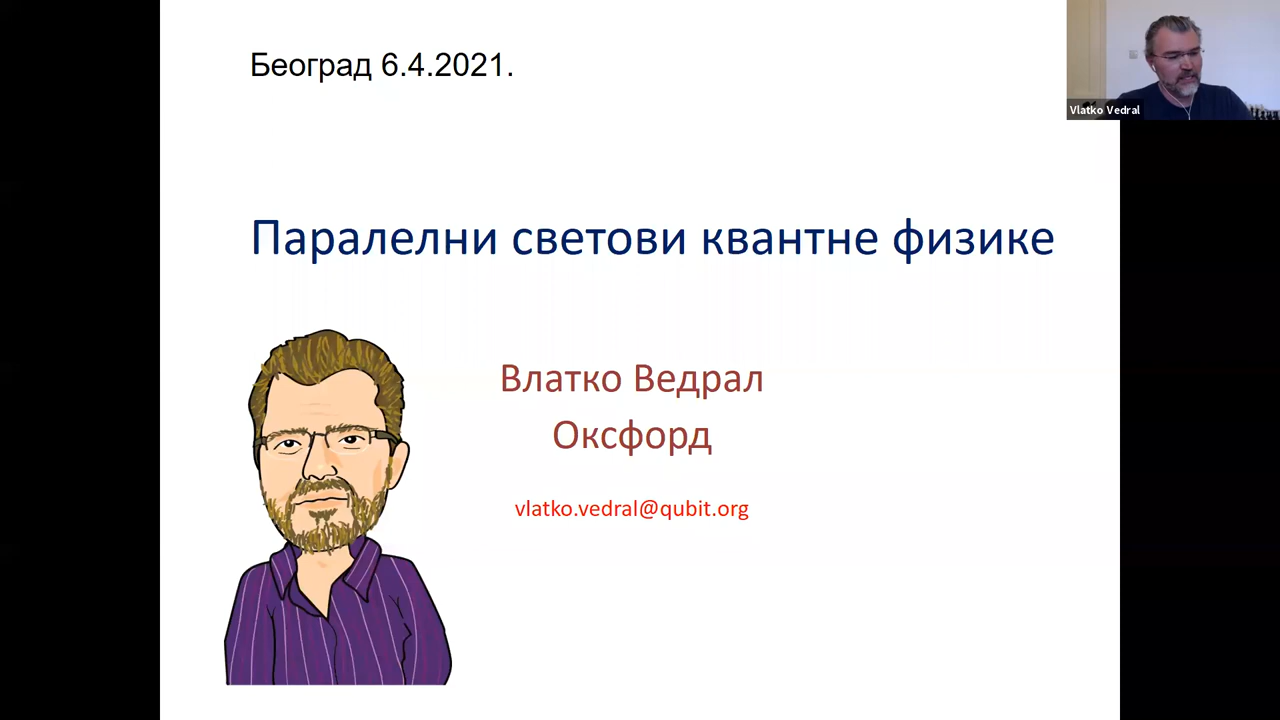 Београд 6.4.2021.
Vlatko Vedral
Паралелни светови квантне физике
Влатко Ведрал
Оксфорд
vlatko.vedral@qubit.org